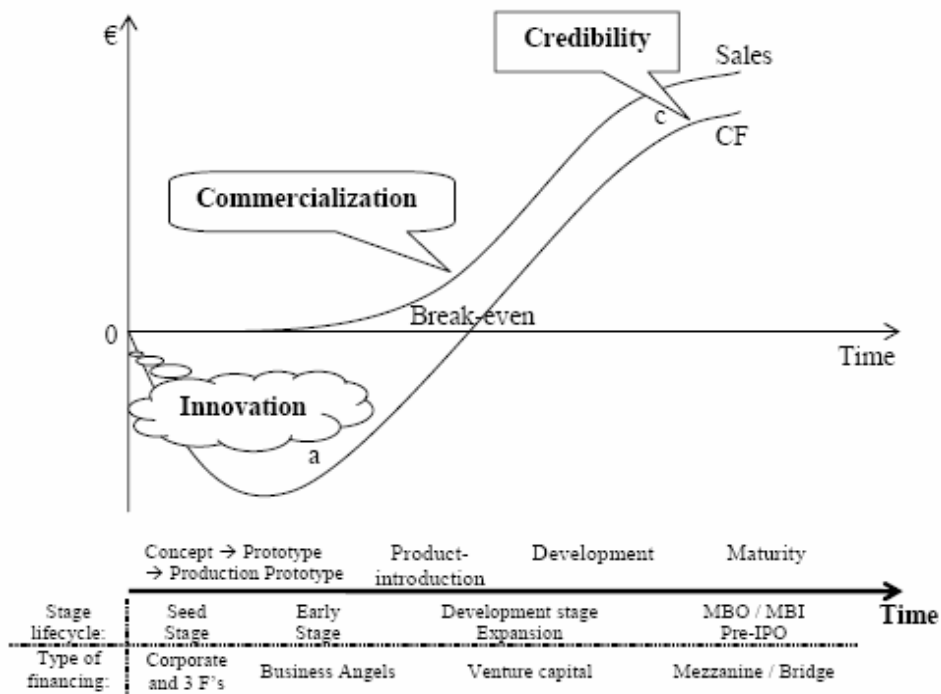 €
Credibility
Sales
c
CF
Commercialization
Break-even
0
Time
Innovation
a
Concept → Prototype
→ Production Prototype
Product-
introduction
Development
Maturity
Time
Stage
lifecycle:
Seed
Stage
Early
Stage
Development stage
Expansion
MBO / MBI
Pre-IPO
Type of
financing:
Corporate
and 3 F's
Business Angels
Venture capital
Mezzanine / Bridge